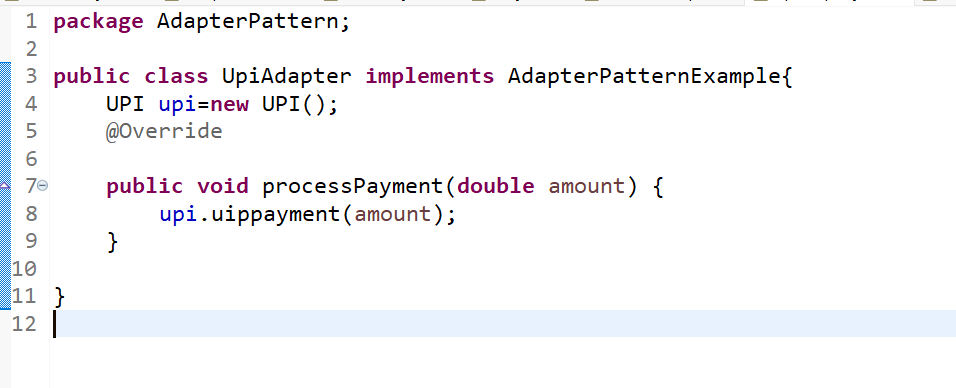 1 package AdapterPattern;
2
3 public class UpiAdapter implements AdapterPatternExample{
4     UPI upi=new UPI();
5     @Override
6
7     public void processPayment(double amount) {
8         upi.uippayment(amount);
9     }
10
11 }
12